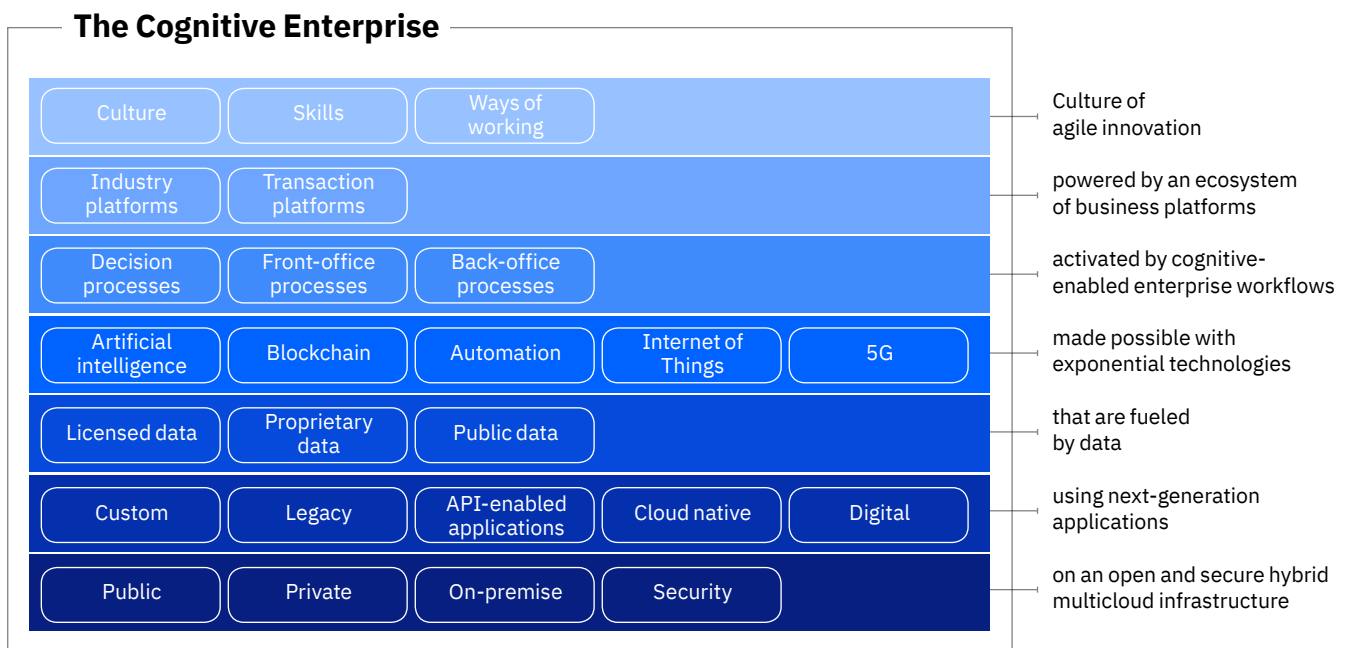 The Cognitive Enterprise
Culture
Skills
Ways of
working
Culture of
agile innovation
Industry
platforms
Transaction
platforms
powered by an ecosystem
of business platforms
Decision
processes
Front-office
processes
Back-office
processes
activated by cognitive-
enabled enterprise workflows
Artificial
intelligence
Blockchain
Automation
Internet of
Things
5G
made possible with
exponential technologies
Licensed data
Proprietary
data
Public data
that are fueled
by data
Custom
Legacy
API-enabled
applications
Cloud native
Digital
using next-generation
applications
Public
Private
On-premise
Security
on an open and secure hybrid
multicloud infrastructure